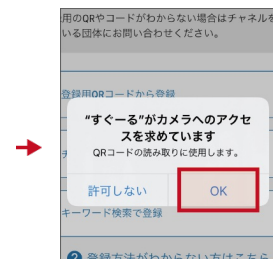 用のQRやコードがわからない場合はチャネルを
いる団体にお問い合わせください。
登録用QRコードから登録
"すぐーる"がカメラへのアクセ
スを求めています
QRコードの読み取りに使用します。
許可しない
OK
キーワード検索で登録
? 登録方法がわからない方はこちら